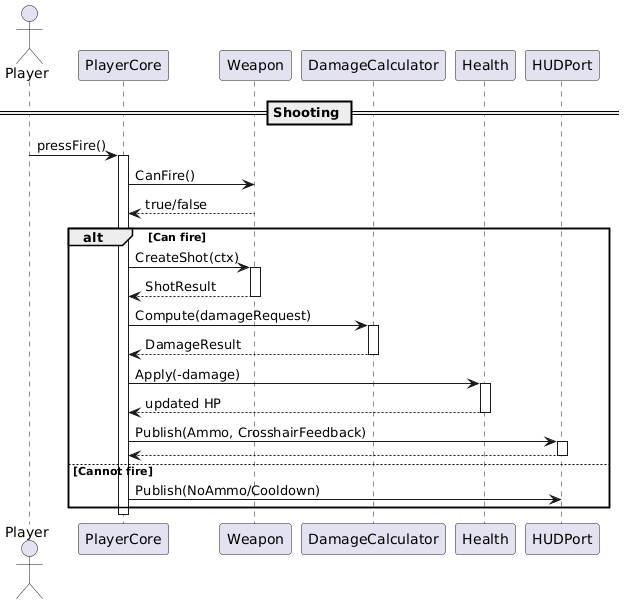 Player
PlayerCore Weapon DamageCalculator Health HUDPort
Shooting
pressFire()
CanFire()
true/false
alt [Can fire]
CreateShot(ctx)
ShotResult
Compute(damageRequest)
DamageResult
Apply(-damage)
updated HP
Publish(Ammo, CrosshairFeedback)
[Cannot fire]
Publish(NoAmmo/Cooldown)
Player
PlayerCore Weapon DamageCalculator Health HUDPort